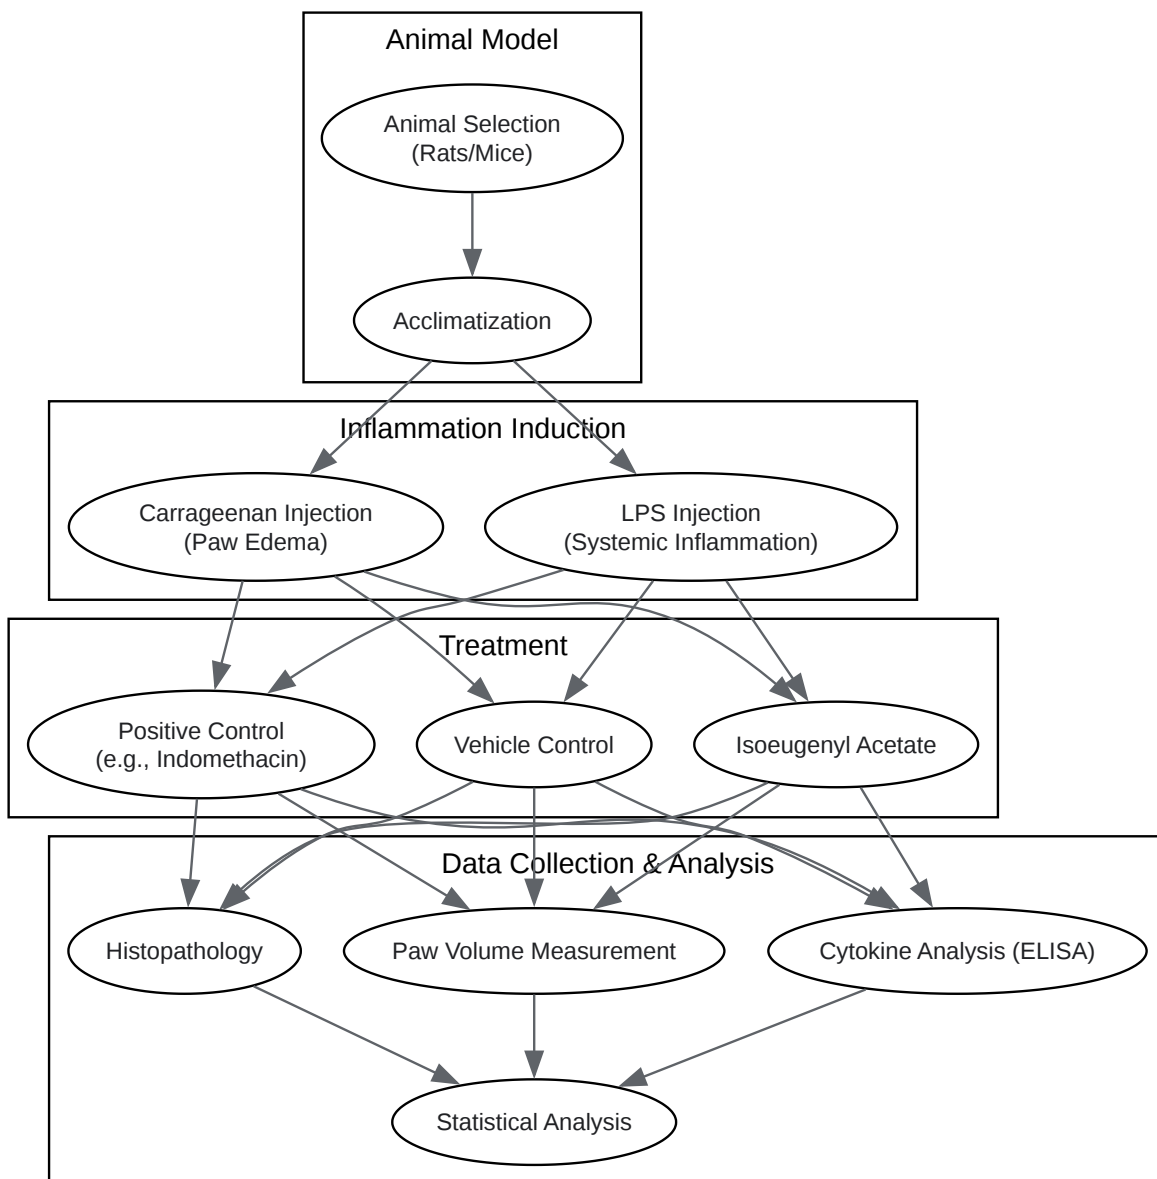 Animal Model
Animal Selection
(Rats/Mice)
Acclimatization
Inflammation Induction
Carrageenan Injection
(Paw Edema)
LPS Injection
(Systemic Inflammation)
Treatment
Positive Control
(e.g., Indomethacin)
Vehicle Control
Isoeugenyl Acetate
Data Collection & Analysis
Histopathology
Paw Volume Measurement
Cytokine Analysis (ELISA)
Statistical Analysis